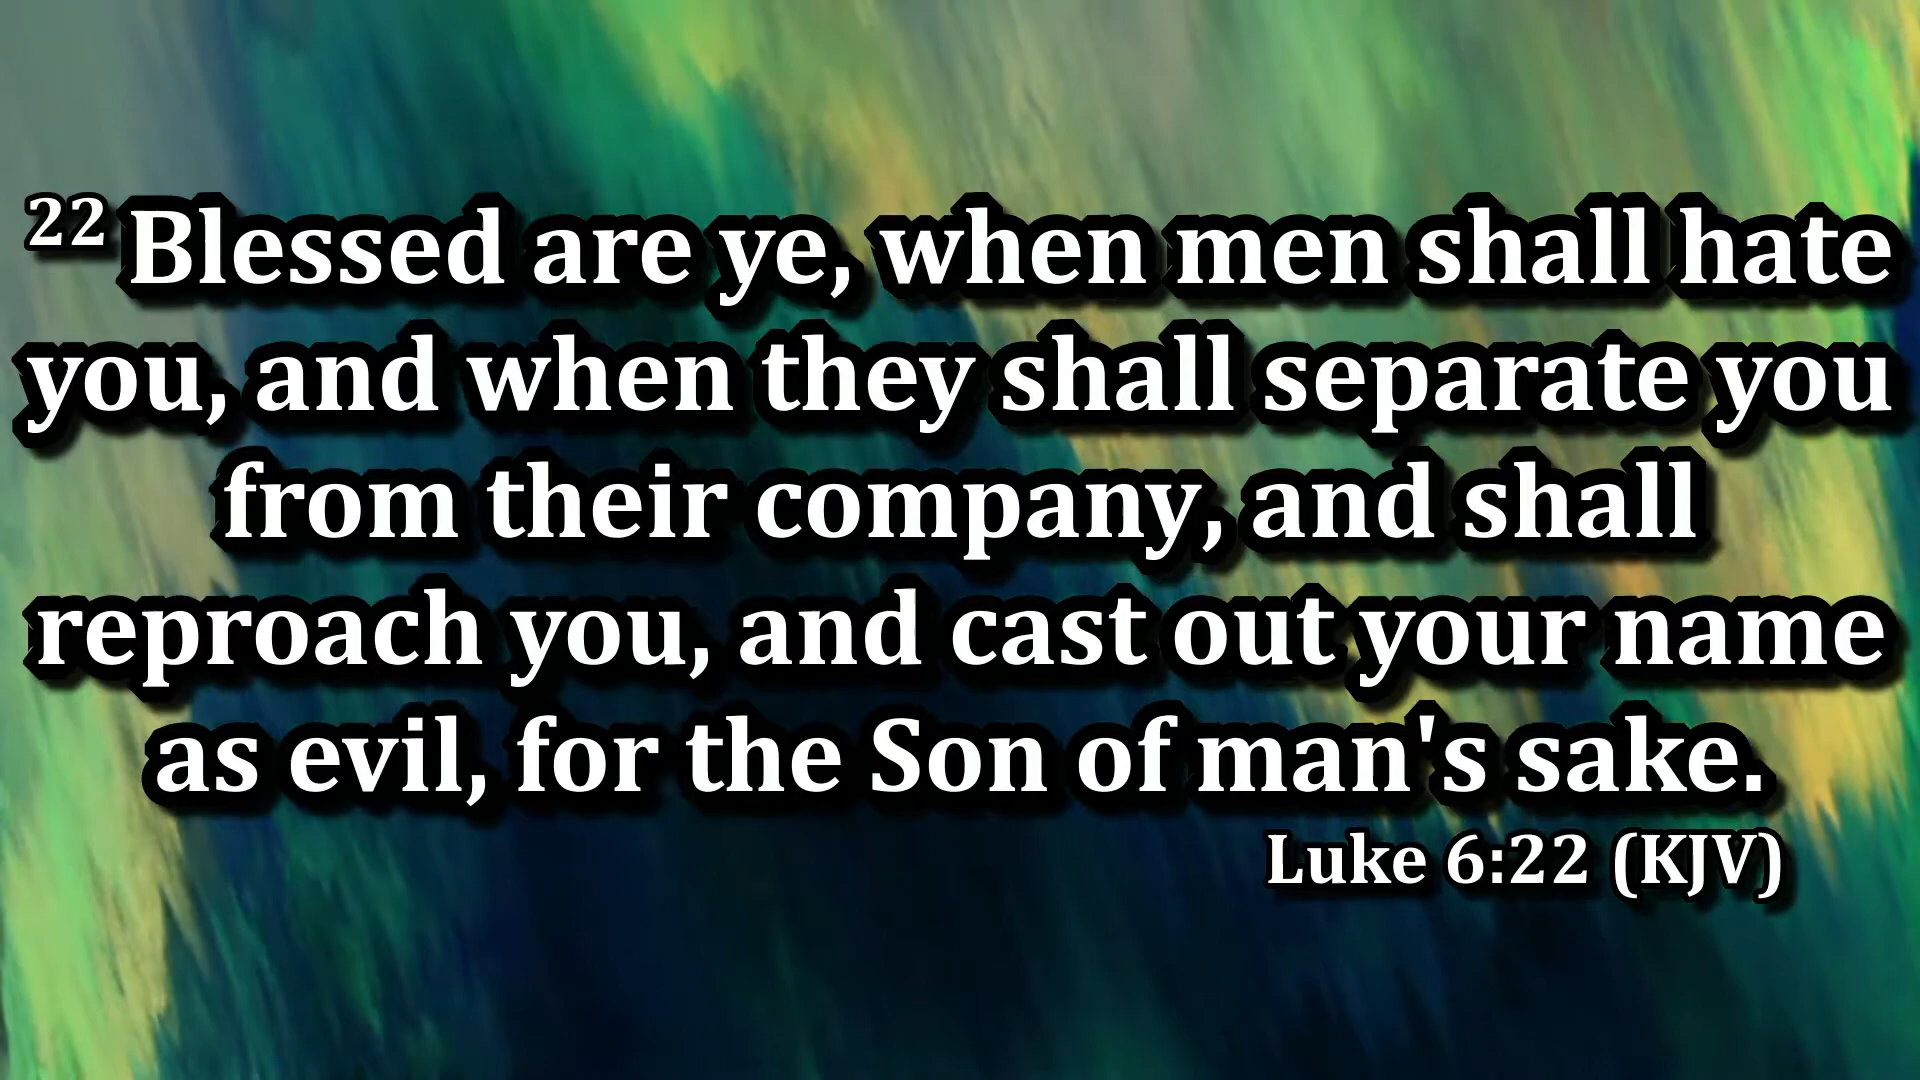 22 Blessed are ye, when men shall hate
you, and when they shall separate you
from their company, and shall
reproach you, and cast out your name
as evil, for the Son of man's sake.
Luke 6:22 (KJV)